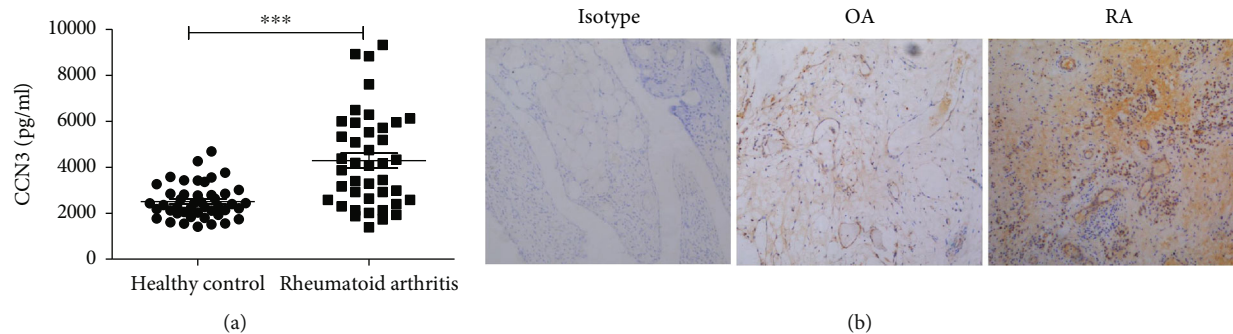 10000
8000
6000
4000
2000
0
CCN3 (pg/ml)
***
Healthy control
Rheumatoid arthritis
(a)
Isotype
OA
RA
(b)